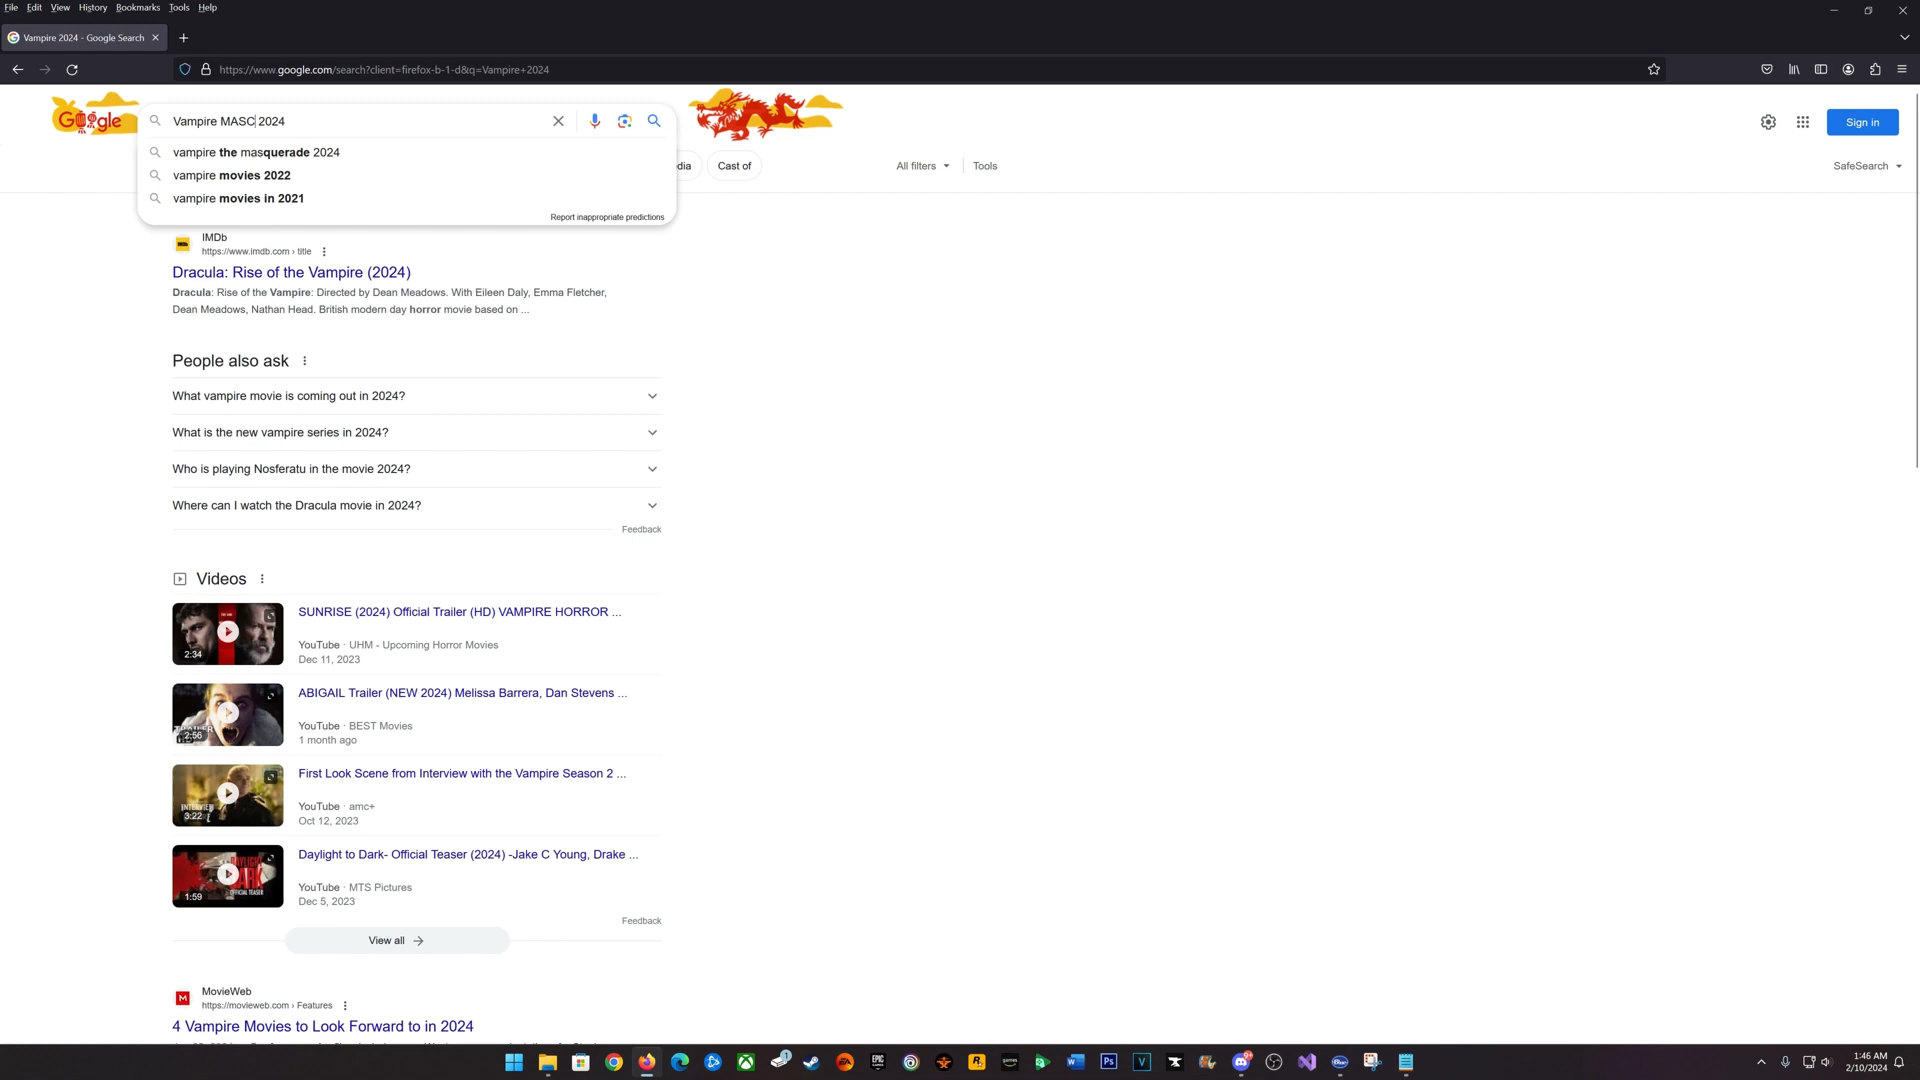 File Edit View History Bookmarks Tools Help
Vampire 2024 - Google Search
https://www.google.com/search?client=firefox-b-1-d&q=Vampire+2024
Google
Vampire MASC 2024
Sign in
vampire the masquerade 2024
vampire movies 2022
vampire movies in 2021
Report inappropriate predictions
dia
Cast of
All filters
Tools
SafeSearch
IMDb
https://www.imdb.com › title
Dracula: Rise of the Vampire (2024)
Dracula: Rise of the Vampire: Directed by Dean Meadows. With Eileen Daly, Emma Fletcher,
Dean Meadows, Nathan Head. British modern day horror movie based on ...
People also ask
What vampire movie is coming out in 2024?
What is the new vampire series in 2024?
Who is playing Nosferatu in the movie 2024?
Where can I watch the Dracula movie in 2024?
Feedback
Videos
2:34
SUNRISE (2024) Official Trailer (HD) VAMPIRE HORROR ...
YouTube · UHM - Upcoming Horror Movies
Dec 11, 2023
2:56
ABIGAIL Trailer (NEW 2024) Melissa Barrera, Dan Stevens ...
YouTube · BEST Movies
1 month ago
INTERVIEW
3:22
First Look Scene from Interview with the Vampire Season 2 ...
YouTube · amc+
Oct 12, 2023
DAYLIGHT
DARK
OFFICIAL TEASER
1:59
Daylight to Dark- Official Teaser (2024) -Jake C Young, Drake ...
YouTube · MTS Pictures
Dec 5, 2023
Feedback
View all
MovieWeb
https://movieweb.com › Features
4 Vampire Movies to Look Forward to in 2024
1:46 AM
2/10/2024